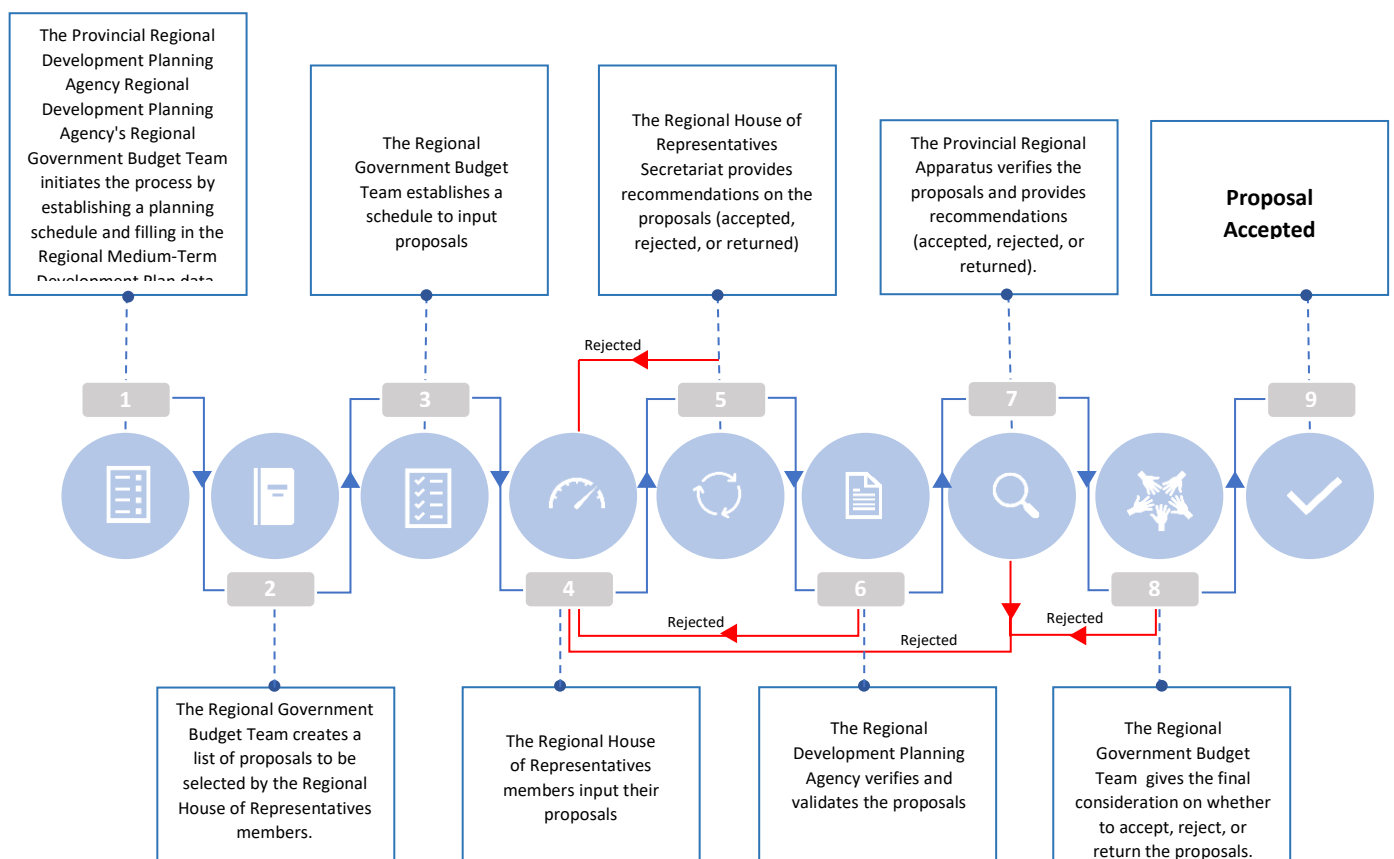 The Provincial Regional
Development Planning
Agency Regional
Development Planning
Agency's Regional
Government Budget Team
initiates the process by
establishing a planning
schedule and filling in the
Regional Medium-Term
Development Plan data.
The Regional
Government Budget
Team establishes a
schedule to input
proposals
The Regional House of
Representatives
Secretariat provides
recommendations on the
proposals (accepted,
rejected, or returned)
The Provincial Regional
Apparatus verifies the
proposals and provides
recommendations
(accepted, rejected, or
returned).
Proposal
Accepted
Rejected
1
3
5
7
9
2
4
6
8
Rejected
Rejected
Rejected
The Regional Government
Budget Team creates a
list of proposals to be
selected by the Regional
House of Representatives
members.
The Regional House
of Representatives
members input their
proposals
The Regional
Development Planning
Agency verifies and
validates the proposals
The Regional
Government Budget
Team gives the final
consideration on whether
to accept, reject, or
return the proposals.